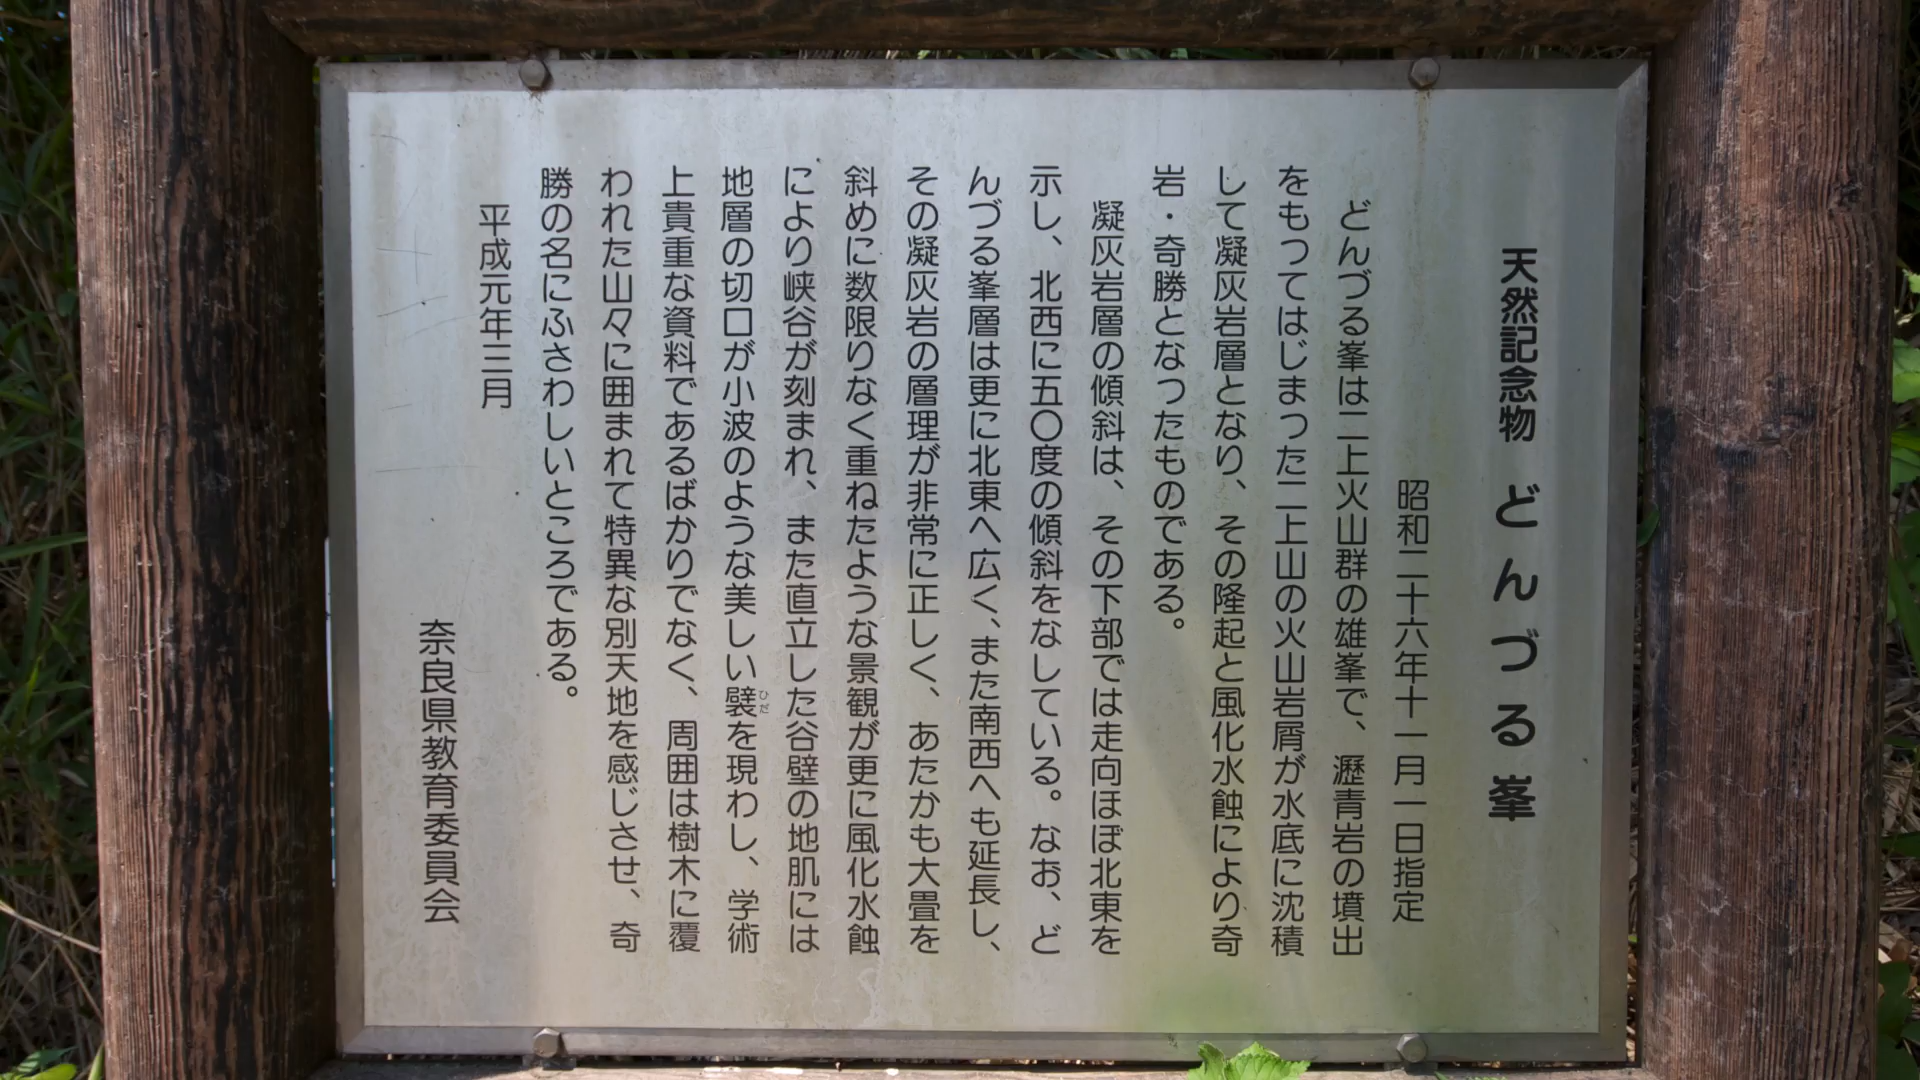 天然記念物 どんづる峯
昭和二十六年十一月一日指定
どんづる峯は二上火山群の雄峯で、瀝青岩の墳出
をもつてはじまった二上山の火山岩屑が水底に沈積
して凝灰岩層となり、その隆起と風化水蝕により奇
岩・奇勝となったものである。
凝灰岩層の傾斜は、その下部では走向ほぼ北東を
示し、北西に五〇度の傾斜をなしている。なお、ど
んづる峯層は更に北東へ広く、また南西へも延長し、
その凝灰岩の層理が非常に正しく、あたかも大畳を
斜めに数限りなく重ねたような景観が更に風化水蝕
により峡谷が刻まれ、また直立した谷壁の地肌には
地層の切口が小波のような美しい襞ひだを現わし、学術
上貴重な資料であるばかりでなく、周囲は樹木に覆
われた山々に囲まれて特異な別天地を感じさせ、奇
勝の名にふさわしいところである。
平成元年三月
奈良県教育委員会